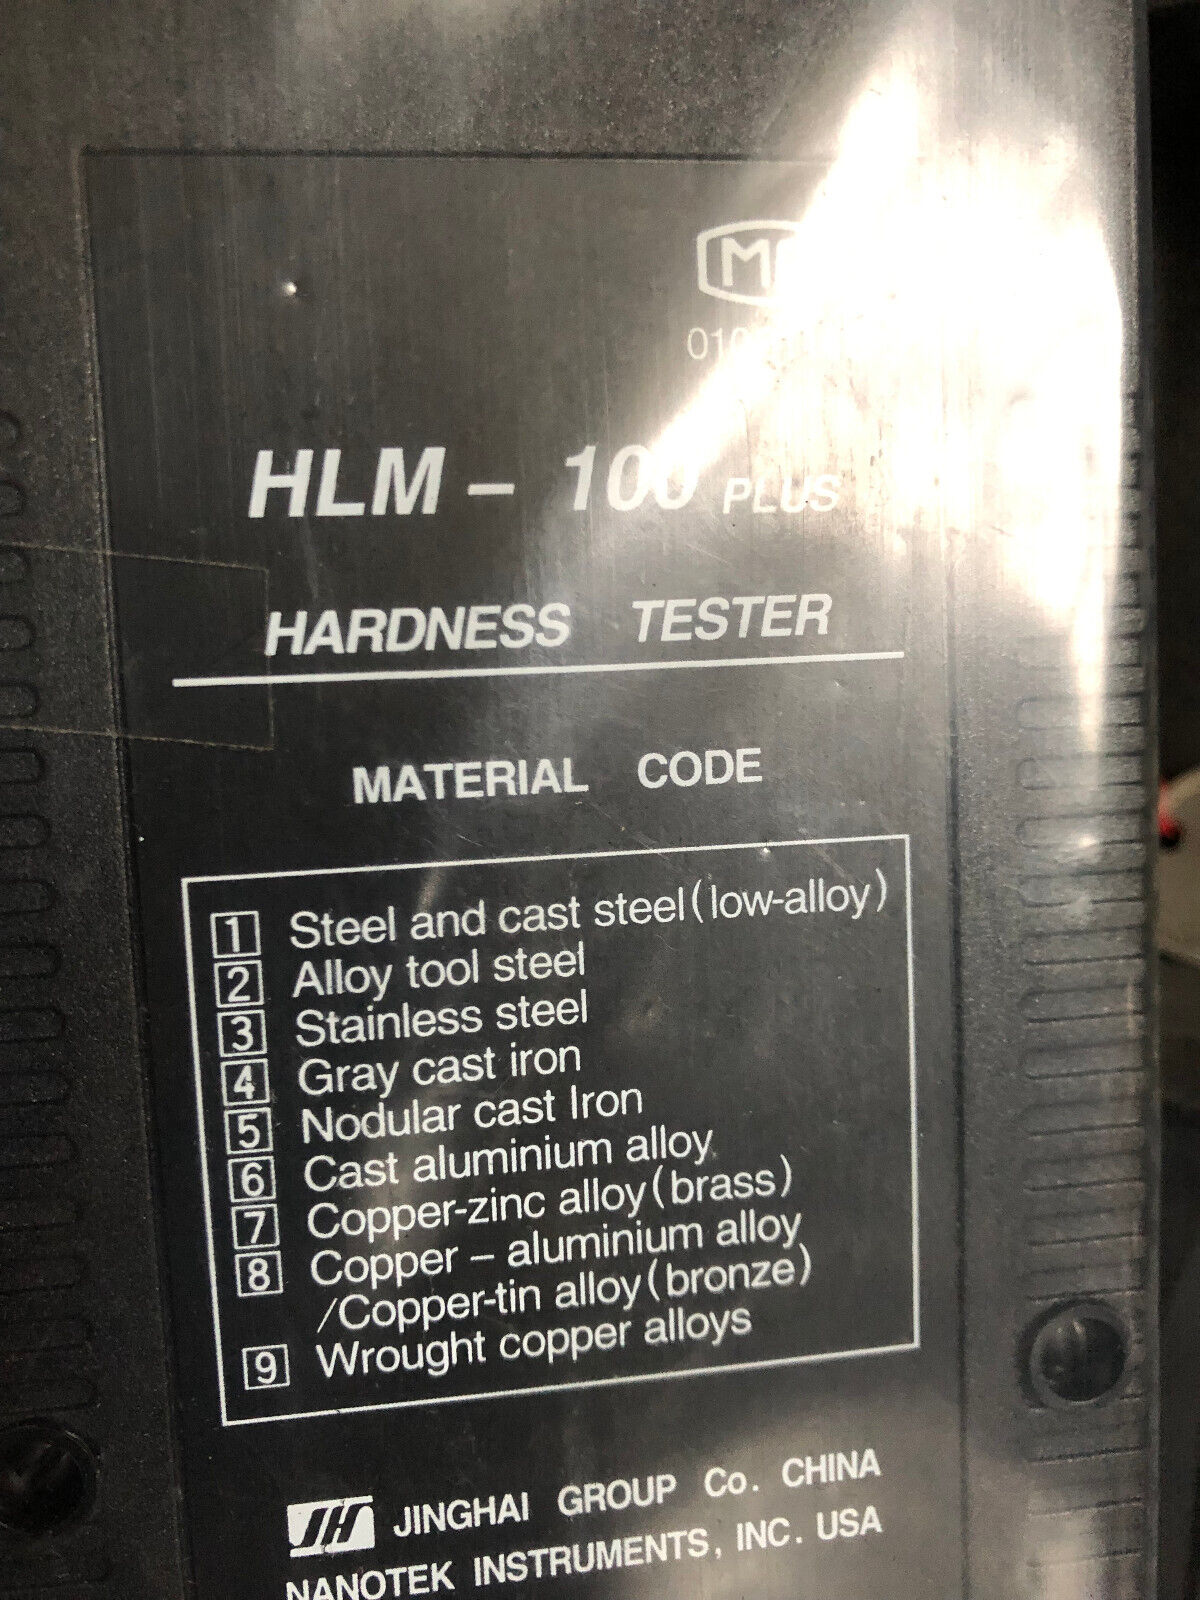 HLM - 100 PLUS
HARDNESS TESTER
MATERIAL CODE
1 Steel and cast steel(low-alloy)
2 Alloy tool steel
3 Stainless steel
4 Gray cast iron
5 Nodular cast Iron
6 Cast aluminium alloy
7 Copper-zinc alloy(brass)
8 Copper – aluminium alloy
/Copper-tin alloy(bronze)
9 Wrought copper alloys
JH JINGHAI GROUP Co. CHINA
NANOTEK INSTRUMENTS, INC. USA